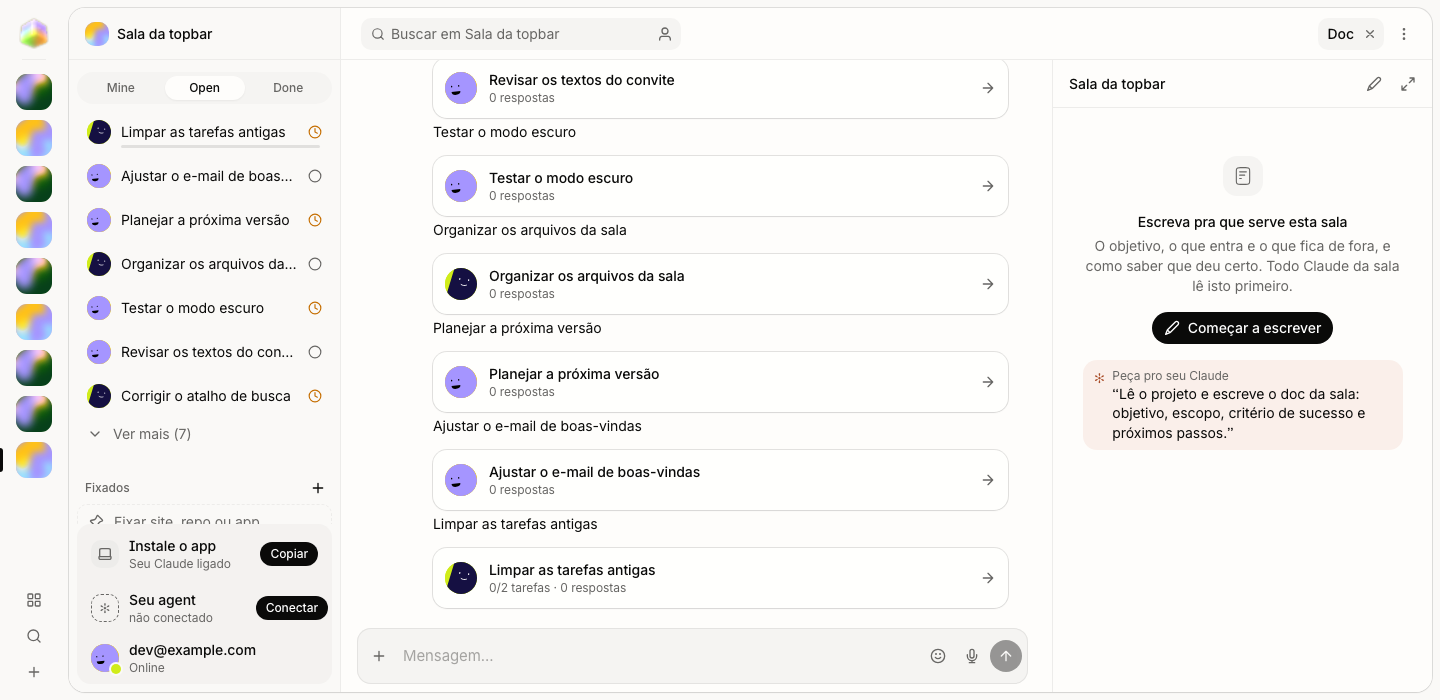 Sala da topbar
Buscar em Sala da topbar
Doc
Mine
Open
Done
Limpar as tarefas antigas
Ajustar o e-mail de boas...
Planejar a próxima versão
Organizar os arquivos da...
Testar o modo escuro
Revisar os textos do con...
Corrigir o atalho de busca
Ver mais (7)
Fixados
Fixar site, repo ou app
Instale o app
Seu Claude ligado
Copiar
Seu agent
não conectado
Conectar
dev@example.com
Online
Revisar os textos do convite
0 respostas
Testar o modo escuro
Testar o modo escuro
0 respostas
Organizar os arquivos da sala
Organizar os arquivos da sala
0 respostas
Planejar a próxima versão
Planejar a próxima versão
0 respostas
Ajustar o e-mail de boas-vindas
Ajustar o e-mail de boas-vindas
0 respostas
Limpar as tarefas antigas
Limpar as tarefas antigas
0/2 tarefas · 0 respostas
Mensagem...
Sala da topbar
Escreva pra que serve esta sala
O objetivo, o que entra e o que fica de fora, e
como saber que deu certo. Todo Claude da sala
lê isto primeiro.
Começar a escrever
Peça pro seu Claude
“Lê o projeto e escreve o doc da sala:
objetivo, escopo, critério de sucesso e
próximos passos.”